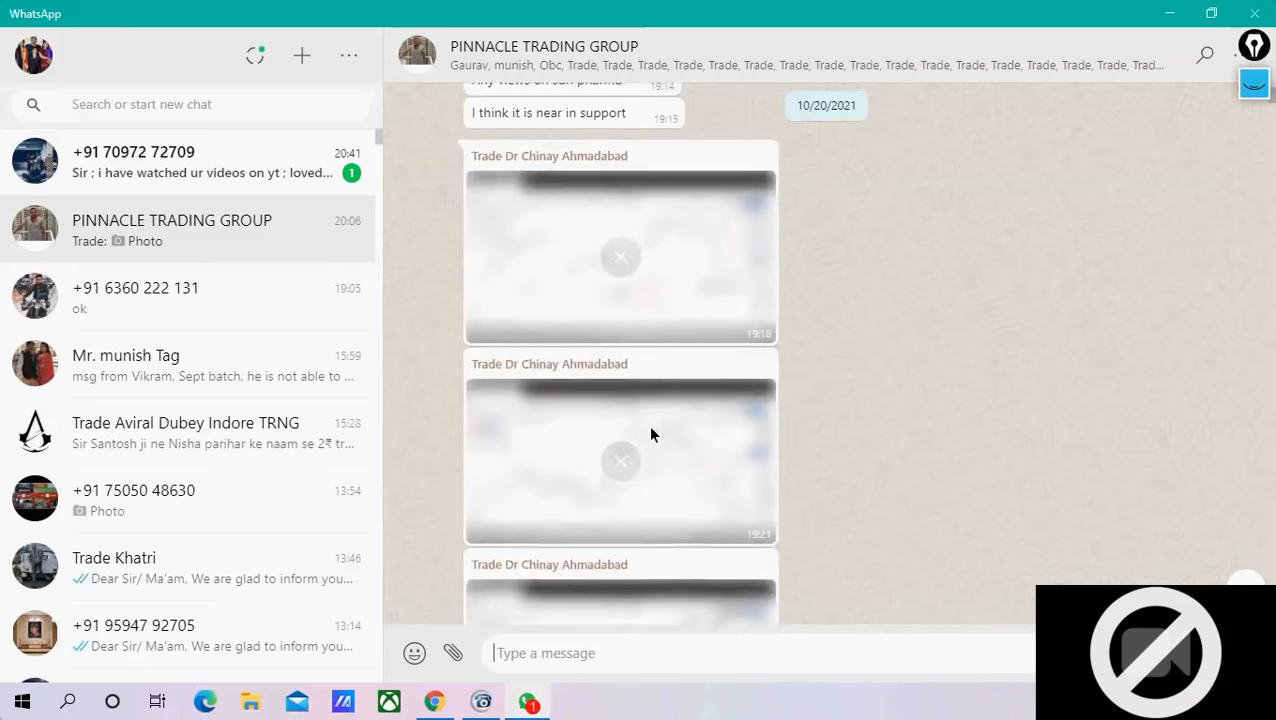 WhatsApp
Search or start new chat
+91 70972 72709
20:41
Sir ; i have watched ur videos on yt ; loved...
1
PINNACLE TRADING GROUP
20:06
Trade: Photo
+91 6360 222 131
19:05
ok
Mr. munish Tag
15:59
msg from Vikram, Sept batch, he is not able to ...
Trade Aviral Dubey Indore TRNG
15:28
Sir Santosh ji ne Nisha parihar ke naam se 2₹ tr...
+91 75050 48630
13:54
Photo
Trade Khatri
13:46
Dear Sir/ Ma'am, We are glad to inform you...
+91 95947 92705
13:14
Dear Sir/ Ma'am, We are glad to inform you...
PINNACLE TRADING GROUP
Gaurav, munish, Obc, Trade, Trade, Trade, Trade, Trade, Trade, Trade, Trade, Trade, Trade, Trade, Trade, Trade, Trade, Trade, Trad...
Any views on sun pharma
19:14
10/20/2021
I think it is near in support
19:15
Trade Dr Chinay Ahmadabad
19:18
Trade Dr Chinay Ahmadabad
19:21
Trade Dr Chinay Ahmadabad
Type a message
1